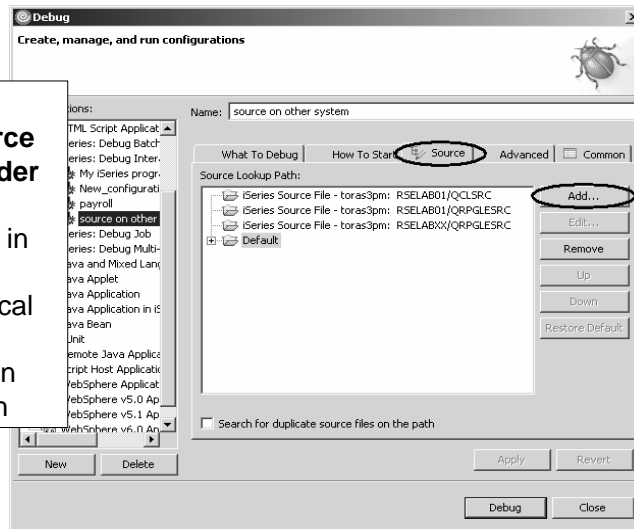 Debug
Create, manage, and run configurations
rce
der
in
cal
n
n
tions:
TML Script Applicat
eries: Debug Batch
eries: Debug Inter
My iSeries progr
New_configurati
payroll
source on other
eries: Debug Job
eries: Debug Multi-
ava and Mixed Lang
ava Applet
ava Application
ava Application in iS
ava Bean
Unit
emote Java Applica
cript Host Applicatio
ebSphere Applicat
ebSphere v5.0 Ap
ebSphere v5.1 Ap
WebSphere v6.0 Ap
New
Delete
Name: source on other system
What To Debug
How To Start
Source
Advanced
Common
Source Lookup Path:
iSeries Source File - toras3pm: RSELAB01/QCLSRC
iSeries Source File - toras3pm: RSELAB01/QRPGLESRC
iSeries Source File - toras3pm: RSELABXX/QRPGLESRC
Default
Add...
Edit...
Remove
Up
Down
Restore Default
Search for duplicate source files on the path
Apply
Revert
Debug
Close